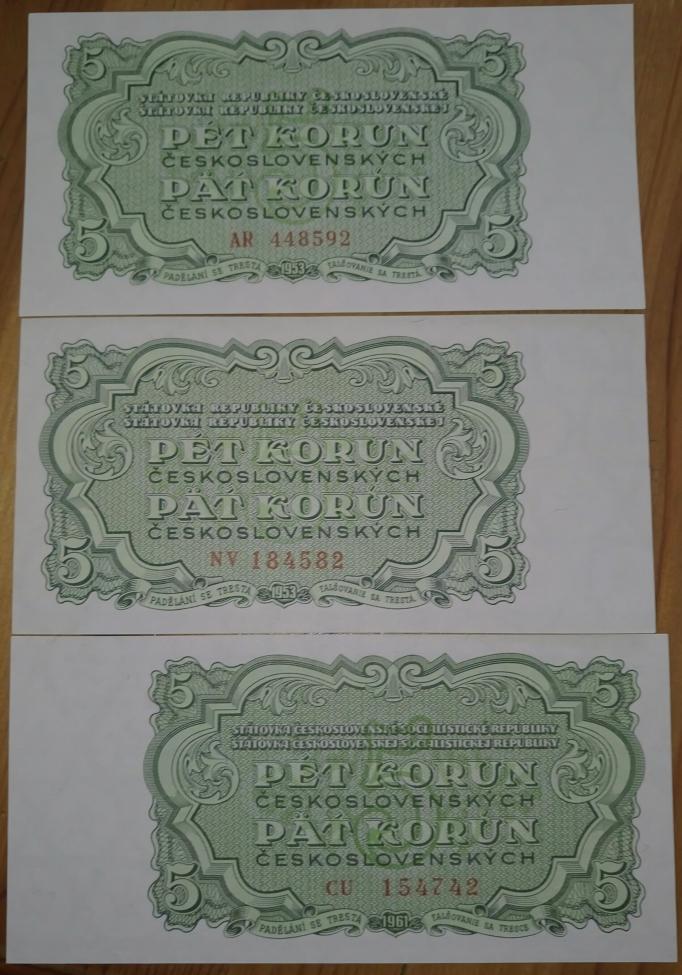 5 5
STÁTOVKA REPUBLIKY ČESKOSLOVENSKÉ
ŠTÁTOVKA REPUBLIKY ČESKOSLOVENSKEJ
PĚT KORUN
ČESKOSLOVENSKÝCH
PÄŤ KORÚN
ČESKOSLOVENSKÝCH
5 5
AR 448592
PADĚLÁNÍ SE TRESTÁ 1953 FALŠOVANIE SA TRESTÁ.
5 5
STÁTOVKA REPUBLIKY ČESKOSLOVENSKÉ
ŠTÁTOVKA REPUBLIKY ČESKOSLOVENSKEJ
PĚT KORUN
ČESKOSLOVENSKÝCH
PÄŤ KORÚN
ČESKOSLOVENSKÝCH
5 5
NV 184582
PADĚLÁNÍ SE TRESTÁ 1953 FALŠOVANIE SA TRESTÁ.
5 5
STÁTOVKA ČESKOSLOVENSKÉ SOCIALISTICKÉ REPUBLIKY
ŠTÁTOVKA ČESKOSLOVENSKEJ SOCIALISTICKEJ REPUBLIKY
PĚT KORUN
ČESKOSLOVENSKÝCH
PÄŤ KORÚN
ČESKOSLOVENSKÝCH
5 5
CU 154742
PADĚLÁNÍ SE TRESTÁ 1961 FALŠOVANIE SA TRESCE